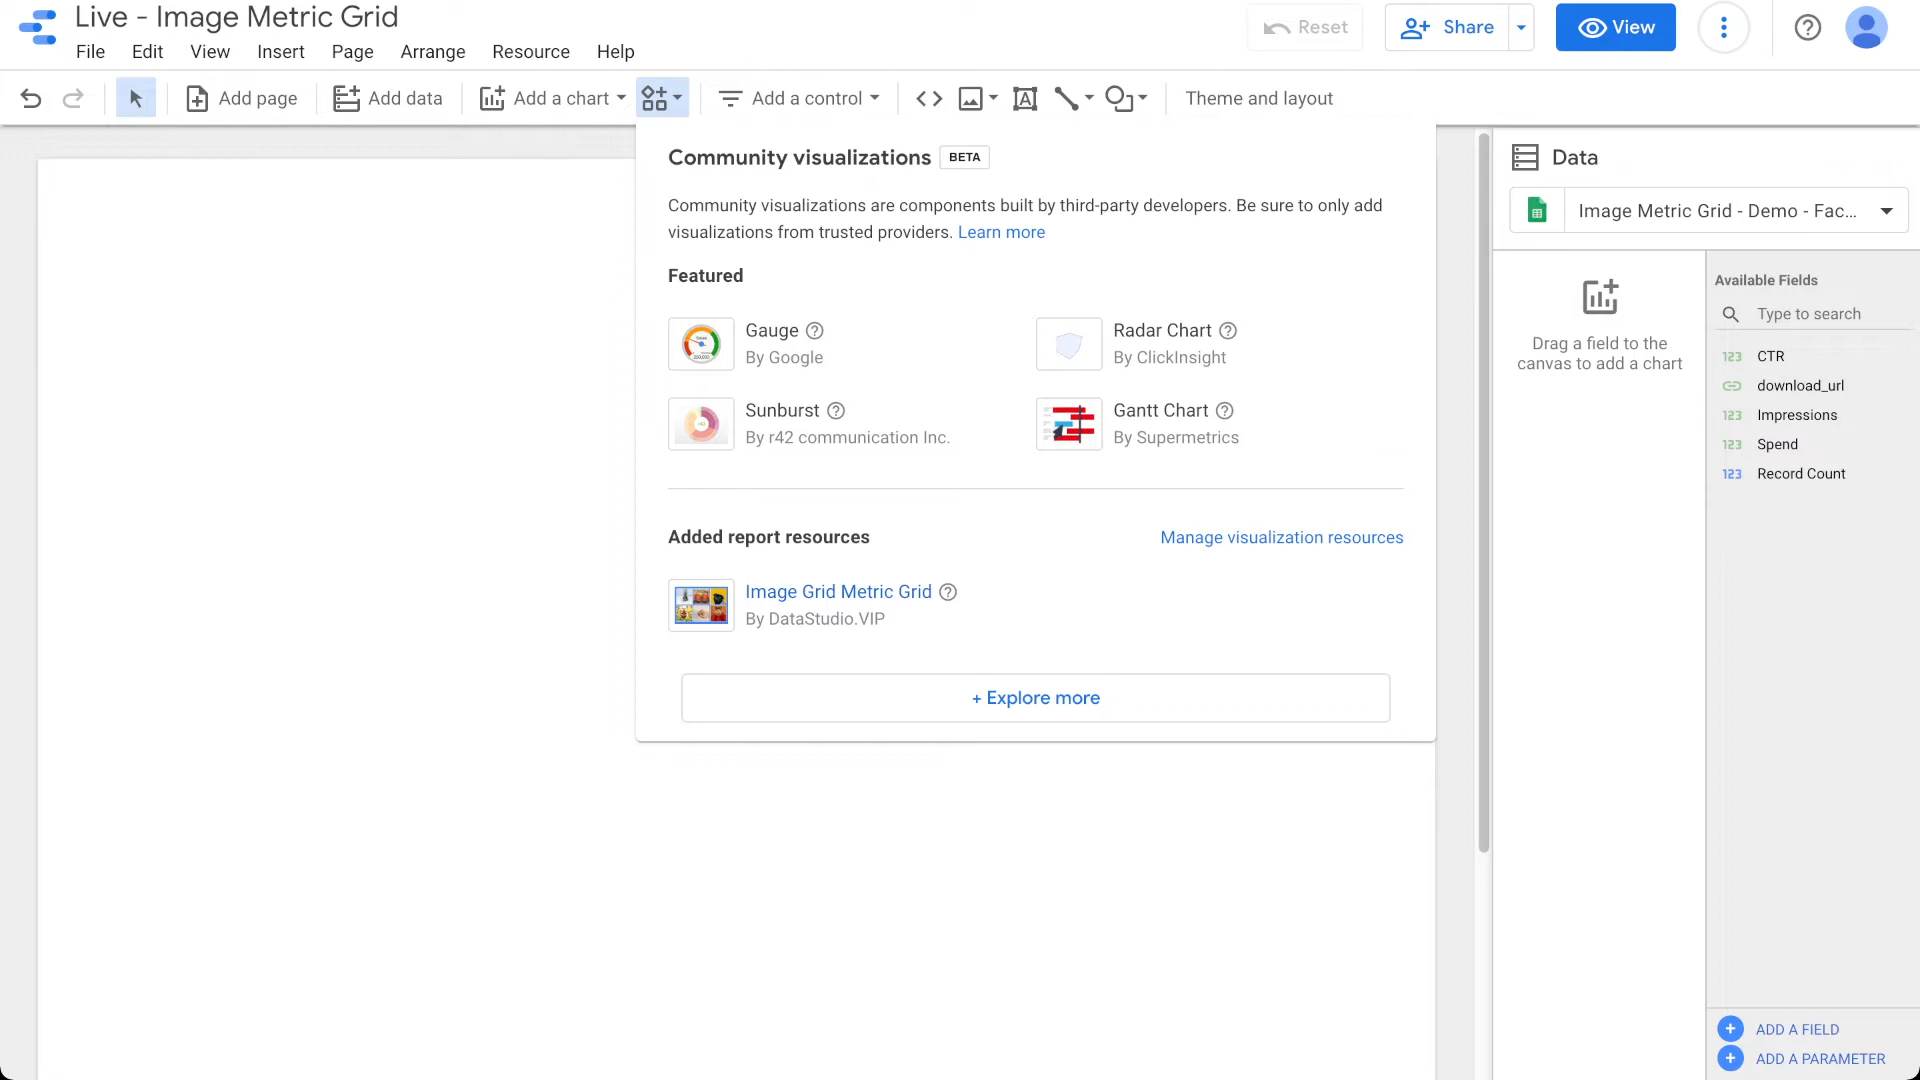 Live - Image Metric Grid
Reset
Share
View
File Edit View Insert Page Arrange Resource Help
Add page
Add data
Add a chart
Add a control
Theme and layout
Community visualizations BETA
Community visualizations are components built by third-party developers. Be sure to only add
visualizations from trusted providers. Learn more
Featured
Gauge
By Google
Radar Chart
By ClickInsight
Sunburst
By r42 communication Inc.
Gantt Chart
By Supermetrics
Added report resources
Manage visualization resources
Image Grid Metric Grid
By DataStudio.VIP
+ Explore more
Data
Image Metric Grid - Demo - Fac...
Drag a field to the
canvas to add a chart
Available Fields
Type to search
123 CTR
download_url
123 Impressions
123 Spend
123 Record Count
ADD A FIELD
ADD A PARAMETER